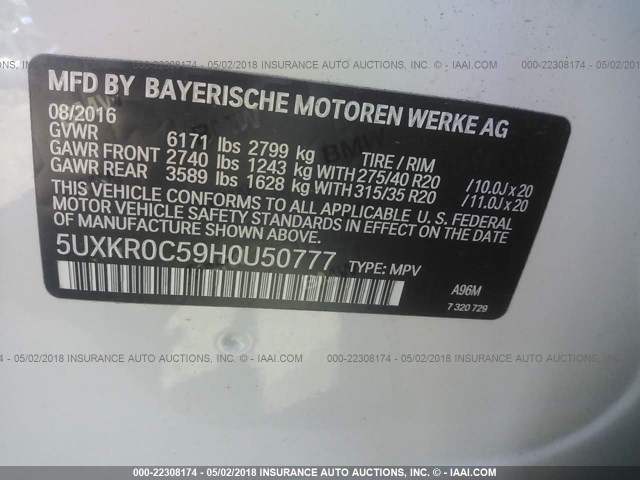 000-22308174 - 05/02/2018 INSURANCE AUTO AUCTIONS, INC. - © IAAI.COM
MFD BY BAYERISCHE MOTOREN WERKE AG
08/2016
GVWR 6171 lbs 2799 kg TIRE / RIM
GAWR FRONT 2740 lbs 1243 kg WITH 275/40 R20 / 10.0J x 20
GAWR REAR 3589 lbs 1628 kg WITH 315/35 R20 / 11.0J x 20
THIS VEHICLE CONFORMS TO ALL APPLICABLE U. S. FEDERAL
MOTOR VEHICLE SAFETY STANDARDS IN EFFECT ON THE DATE
OF MANUFACTURE SHOWN ABOVE.
5UXKR0C59H0U50777 TYPE: MPV
A96M
7 320 729
000-22308174 - 05/02/2018 INSURANCE AUTO AUCTIONS, INC. - © IAAI.COM
000-22308174 - 05/02/2018 INSURANCE AUTO AUCTIONS, INC. - © IAAI.COM